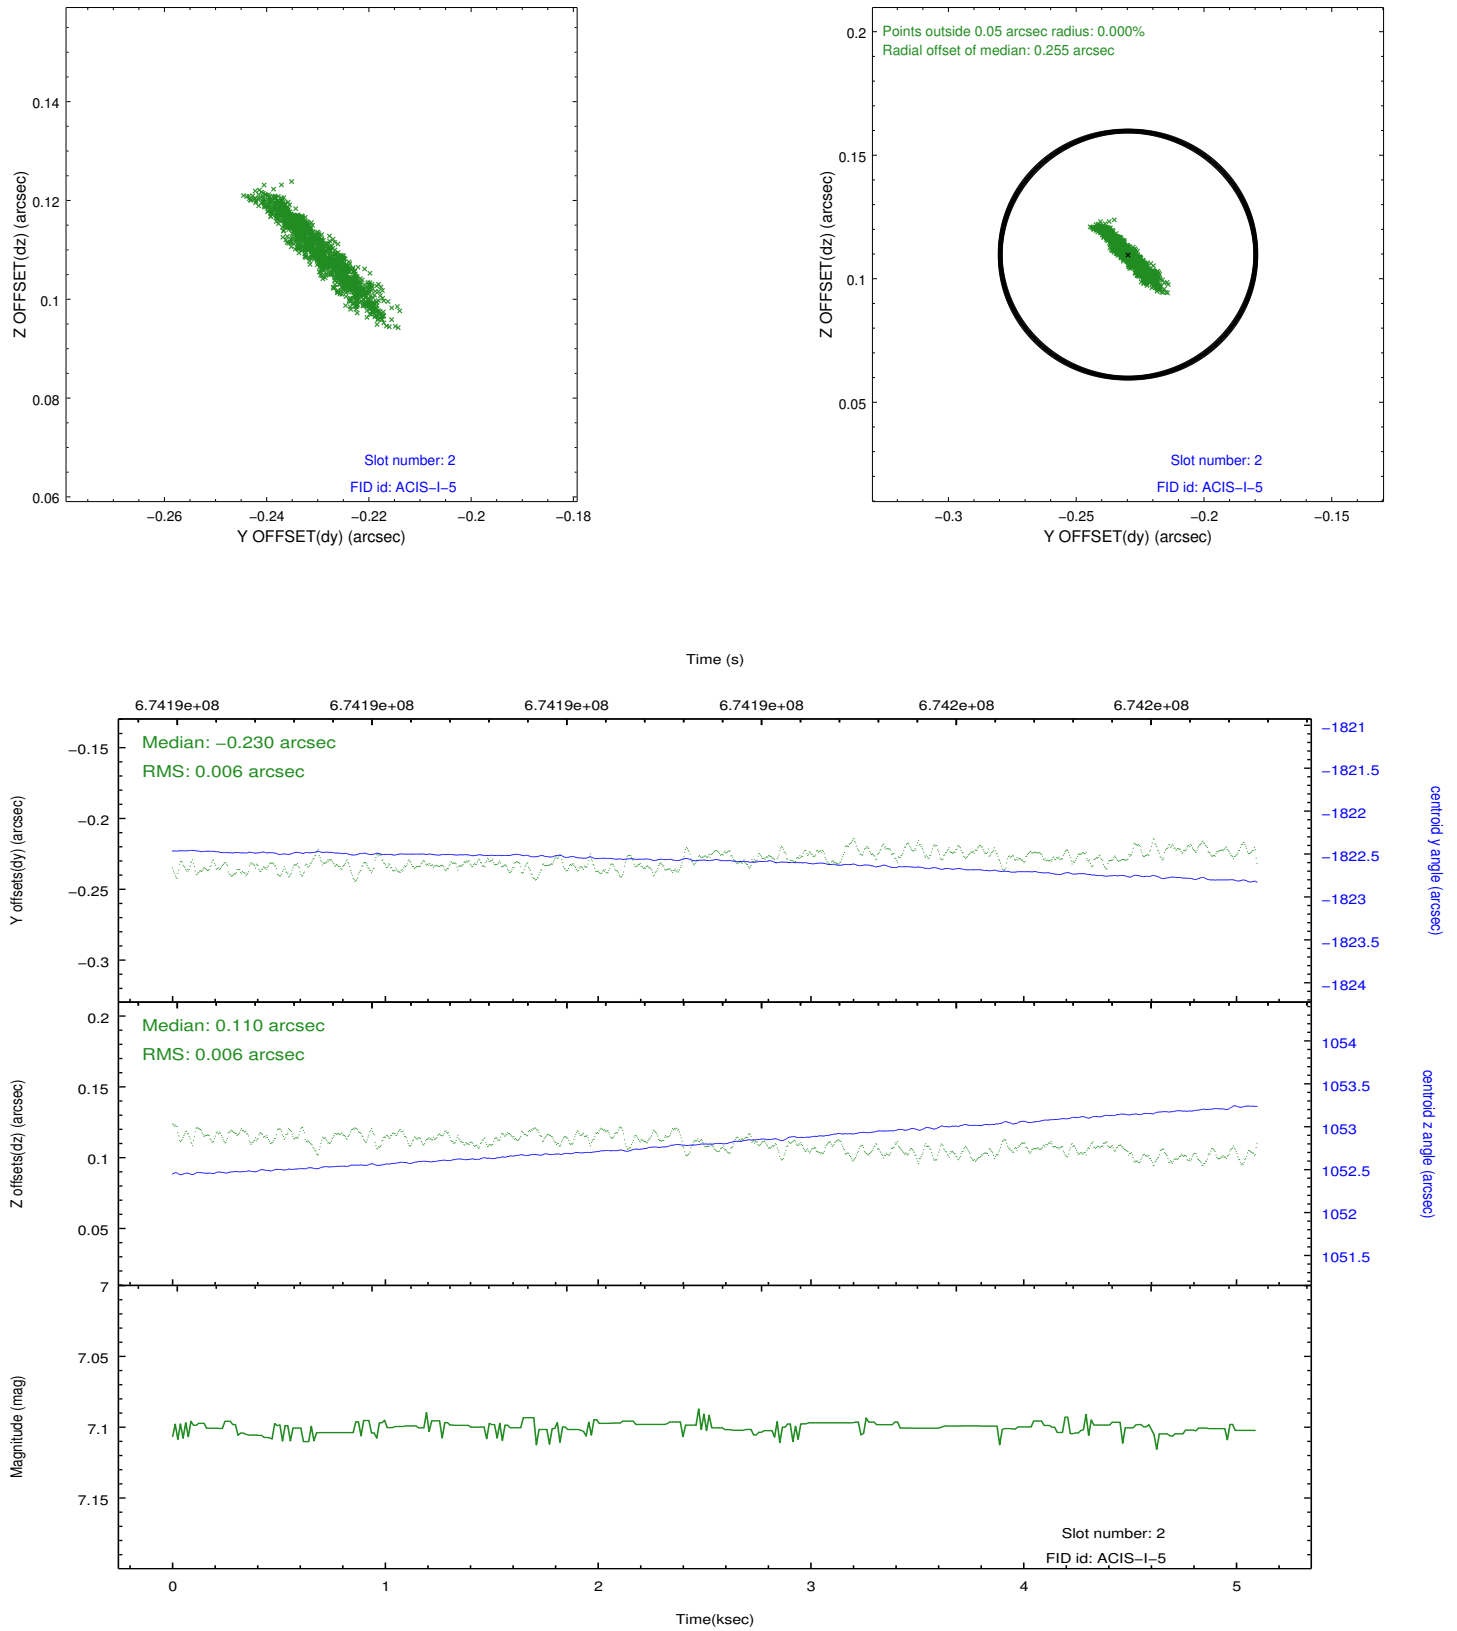 0.14
0.12
0.1
0.08
0.06
Z OFFSET(dz) (arcsec)
Slot number: 2
FID id: ACIS−I−5
−0.26 −0.24 −0.22 −0.2 −0.18
Y OFFSET(dy) (arcsec)
Points outside 0.05 arcsec radius: 0.000%
Radial offset of median: 0.255 arcsec
0.2
0.15
0.1
0.05
Z OFFSET(dz) (arcsec)
Slot number: 2
FID id: ACIS−I−5
−0.3 −0.25 −0.2 −0.15
Y OFFSET(dy) (arcsec)
Time (s)
6.7419e+08 6.7419e+08 6.7419e+08 6.7419e+08 6.742e+08 6.742e+08
Median: −0.230 arcsec
RMS: 0.006 arcsec
−0.15
−0.2
−0.25
−0.3
Y offsets(dy) (arcsec)
−1821
−1821.5
−1822
−1822.5
−1823
−1823.5
−1824
centroid y angle (arcsec)
Median: 0.110 arcsec
RMS: 0.006 arcsec
0.2
0.15
0.1
0.05
Z offsets(dz) (arcsec)
1054
1053.5
1053
1052.5
1052
1051.5
centroid z angle (arcsec)
7
7.05
7.1
7.15
Magnitude (mag)
Slot number: 2
FID id: ACIS−I−5
0 1 2 3 4 5
Time(ksec)